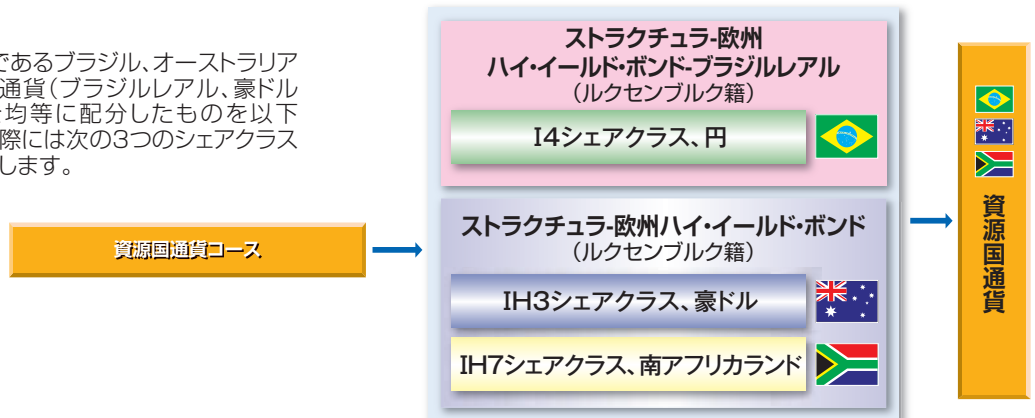 であるブラジル、オーストラリア
通貨（ブラジルレアル、豪ドル
均等に配分したものを以下
際には次の3つのシェアクラス
します。
資源国通貨コース
ストラクチュラ-欧州
ハイ・イールド・ボンド-ブラジルレアル
（ルクセンブルク籍）
I4シェアクラス、円
ストラクチュラ-欧州ハイ・イールド・ボンド
（ルクセンブルク籍）
IH3シェアクラス、豪ドル
IH7シェアクラス、南アフリカランド
資源国通貨